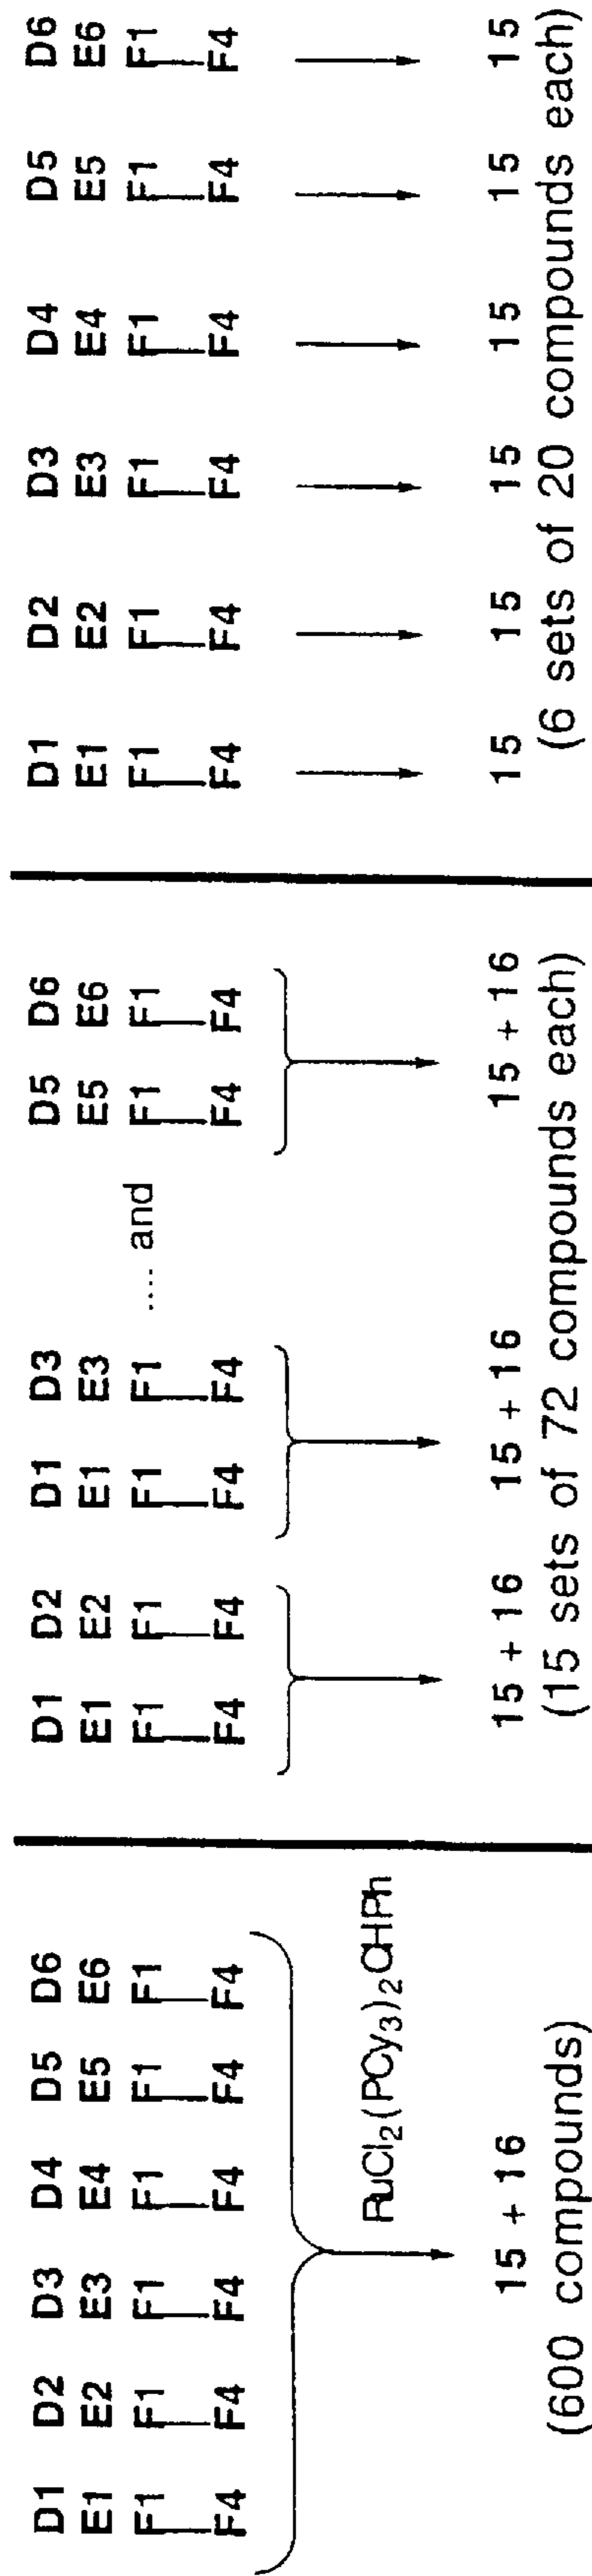 D1 D2 D3 D4 D5 D6
E1 E2 E3 E4 E5 E6
F1 F1 F1 F1 F1 F1
F4 F4 F4 F4 F4 F4
RuCl2(PCy3)2CHPh
15 + 16
(600 compounds)
D1 D2 D1 D3 D5 D6
E1 E2 E1 E3 E5 E6
F1 F1 F1 F1 .... and F1 F1
F4 F4 F4 F4 F4 F4
15 + 16 15 + 16 15 + 16
(15 sets of 72 compounds each)
D1 D2 D3 D4 D5 D6
E1 E2 E3 E4 E5 E6
F1 F1 F1 F1 F1 F1
F4 F4 F4 F4 F4 F4
15 15 15 15 15 15
(6 sets of 20 compounds each)